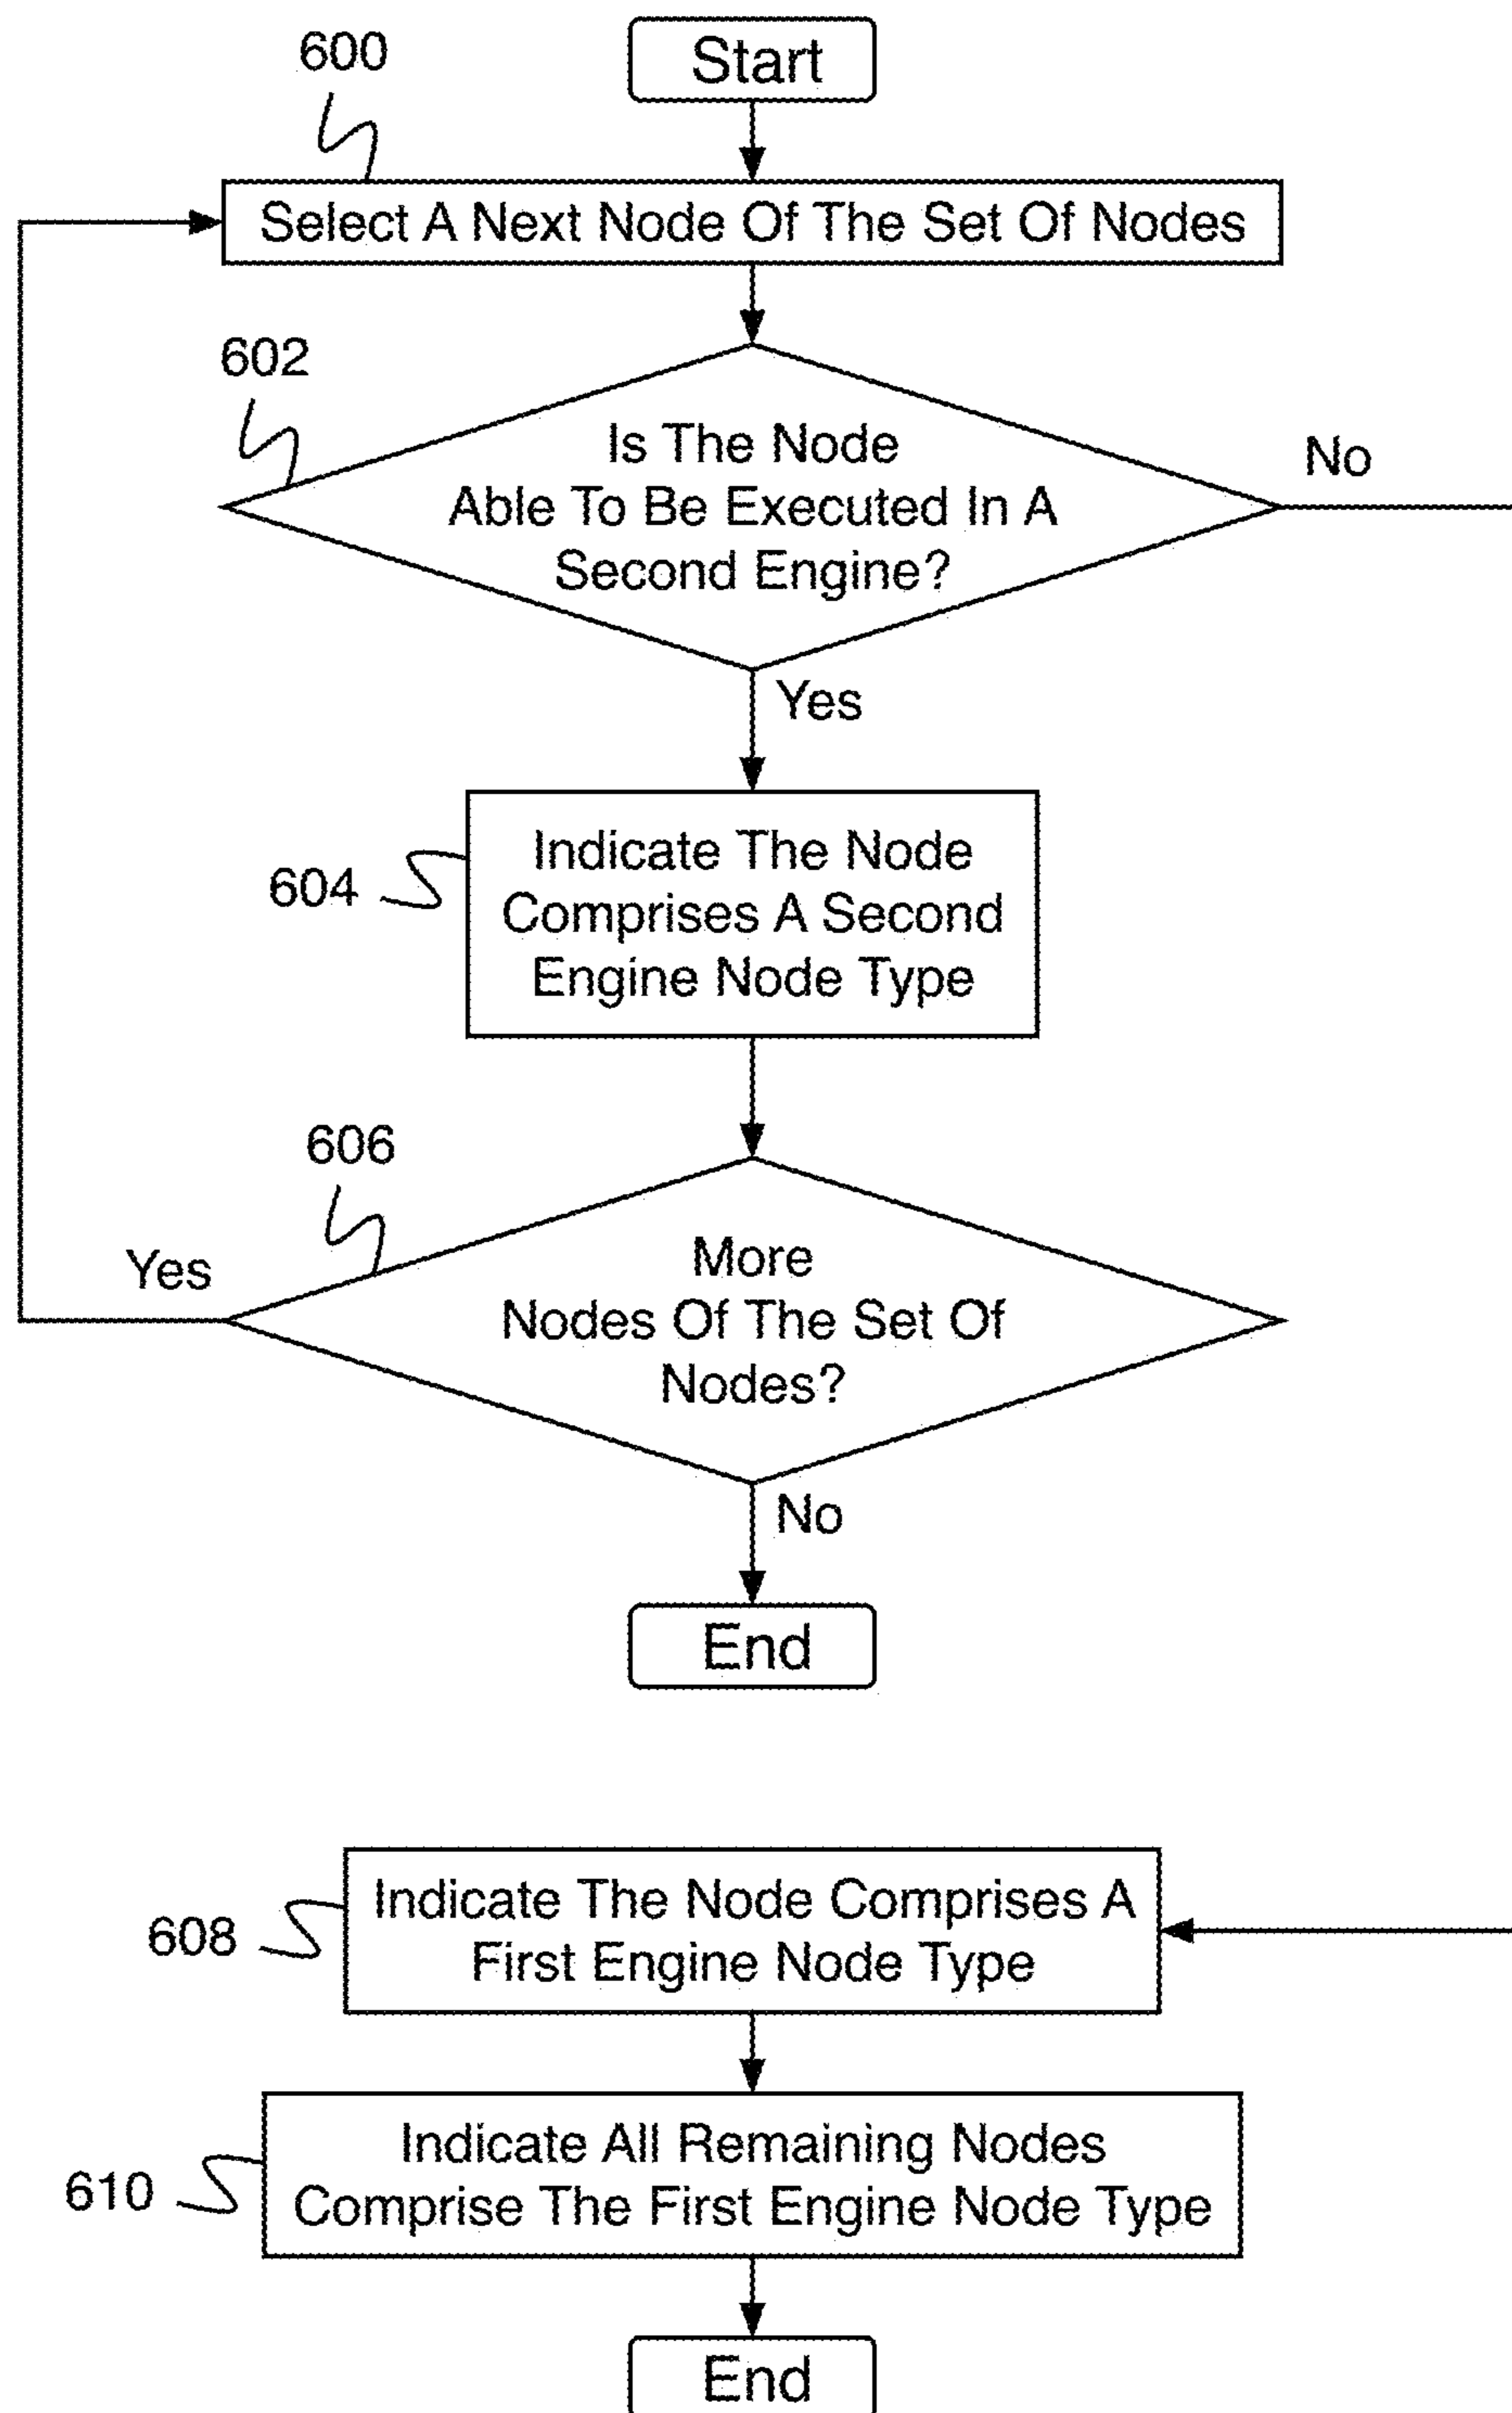 600
Start
Select A Next Node Of The Set Of Nodes
602
Is The Node
Able To Be Executed In A
Second Engine?
No
Yes
604
Indicate The Node
Comprises A Second
Engine Node Type
606
Yes
More
Nodes Of The Set Of
Nodes?
No
End
608
Indicate The Node Comprises A
First Engine Node Type
610
Indicate All Remaining Nodes
Comprise The First Engine Node Type
End